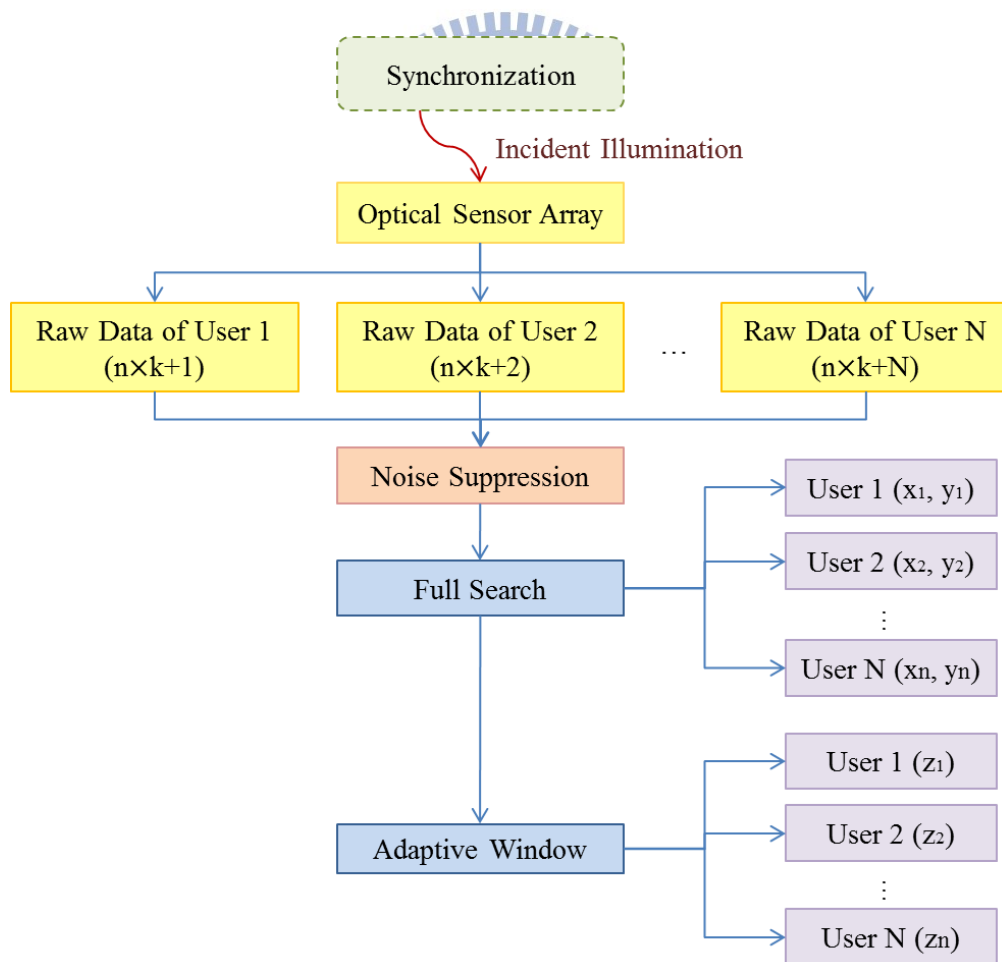 Synchronization
Incident Illumination
Optical Sensor Array
Raw Data of User 1
(n×k+1)
Raw Data of User 2
(n×k+2)
...
Raw Data of User N
(n×k+N)
Noise Suppression
Full Search
User 1 (x₁, y₁)
User 2 (x₂, y₂)
⋮
User N (xₙ, yₙ)
Adaptive Window
User 1 (z₁)
User 2 (z₂)
⋮
User N (zₙ)